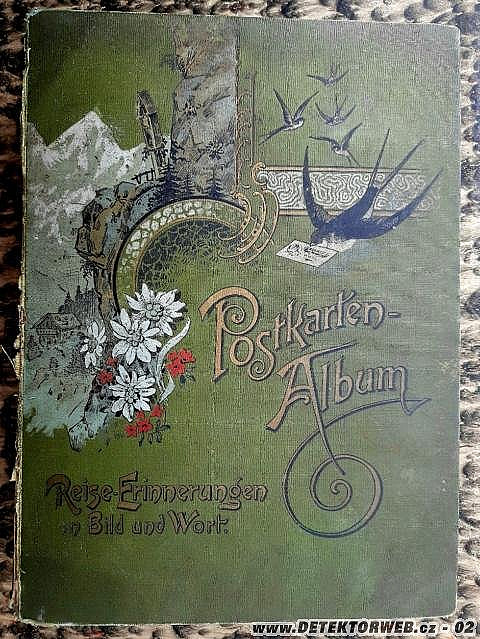 Postkarten-
Album
Reise-Erinnerungen
in Bild und Wort.
www.DETEKTORWEB.cz - 02